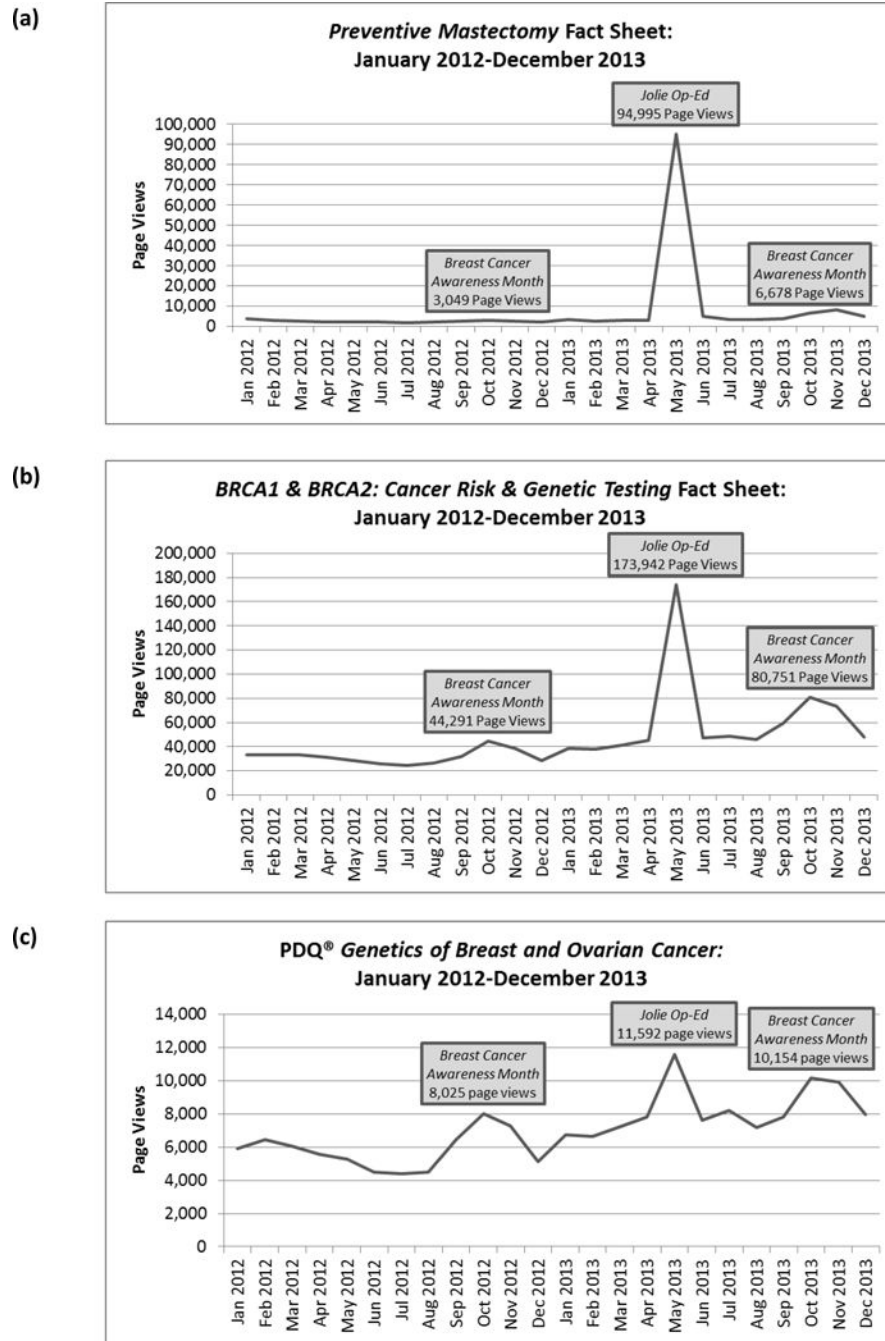 (a)
Preventive Mastectomy Fact Sheet:
January 2012-December 2013
Jolie Op-Ed
94,995 Page Views
100,000
90,000
80,000
70,000
60,000
50,000
40,000
30,000
20,000
10,000
0
Page Views
Breast Cancer
Awareness Month
3,049 Page Views
Breast Cancer
Awareness Month
6,678 Page Views
Jan 2012
Feb 2012
Mar 2012
Apr 2012
May 2012
Jun 2012
Jul 2012
Aug 2012
Sep 2012
Oct 2012
Nov 2012
Dec 2012
Jan 2013
Feb 2013
Mar 2013
Apr 2013
May 2013
Jun 2013
Jul 2013
Aug 2013
Sep 2013
Oct 2013
Nov 2013
Dec 2013
(b)
BRCA1 & BRCA2: Cancer Risk & Genetic Testing Fact Sheet:
January 2012-December 2013
Jolie Op-Ed
173,942 Page Views
200,000
180,000
160,000
140,000
120,000
100,000
80,000
60,000
40,000
20,000
0
Page Views
Breast Cancer
Awareness Month
44,291 Page Views
Breast Cancer
Awareness Month
80,751 Page Views
Jan 2012
Feb 2012
Mar 2012
Apr 2012
May 2012
Jun 2012
Jul 2012
Aug 2012
Sep 2012
Oct 2012
Nov 2012
Dec 2012
Jan 2013
Feb 2013
Mar 2013
Apr 2013
May 2013
Jun 2013
Jul 2013
Aug 2013
Sep 2013
Oct 2013
Nov 2013
Dec 2013
(c)
PDQ® Genetics of Breast and Ovarian Cancer:
January 2012-December 2013
14,000
12,000
10,000
8,000
6,000
4,000
2,000
0
Page Views
Breast Cancer
Awareness Month
8,025 page views
Jolie Op-Ed
11,592 page views
Breast Cancer
Awareness Month
10,154 page views
Jan 2012
Feb 2012
Mar 2012
Apr 2012
May 2012
Jun 2012
Jul 2012
Aug 2012
Sep 2012
Oct 2012
Nov 2012
Dec 2012
Jan 2013
Feb 2013
Mar 2013
Apr 2013
May 2013
Jun 2013
Jul 2013
Aug 2013
Sep 2013
Oct 2013
Nov 2013
Dec 2013